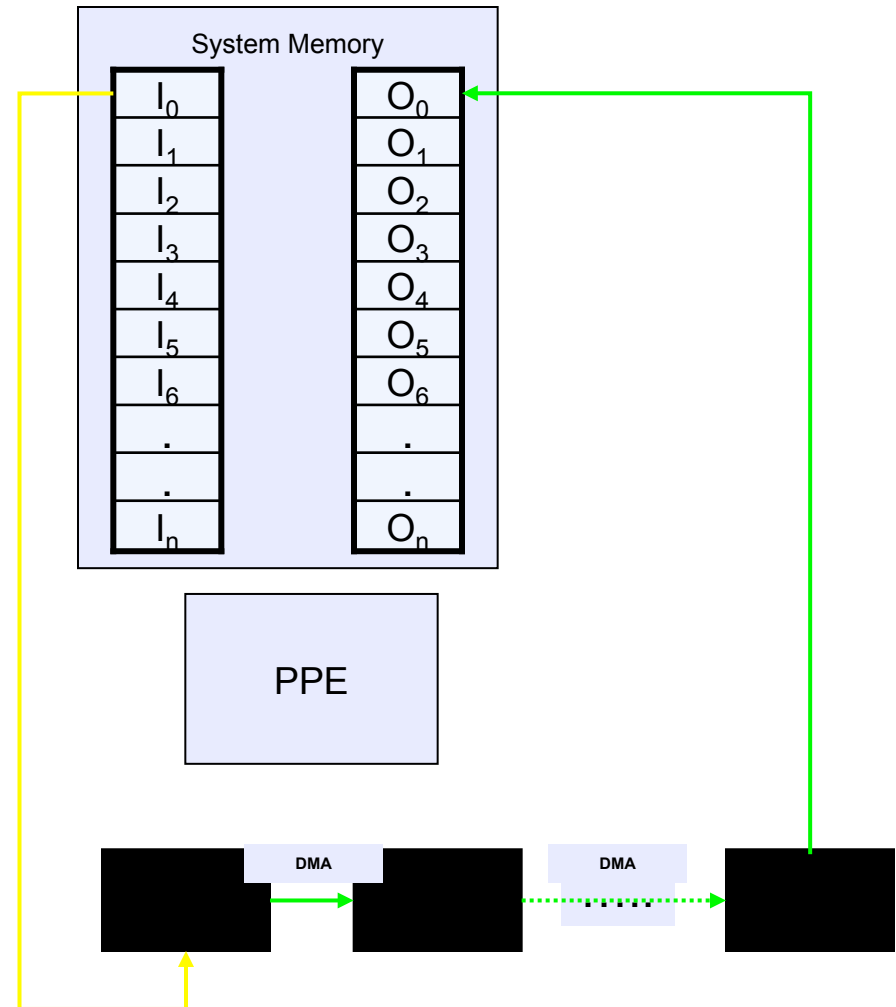 System Memory
I0 O0
I1 O1
I2 O2
I3 O3
I4 O4
I5 O5
I6 O6
. .
. .
In On
PPE
DMA DMA
.....